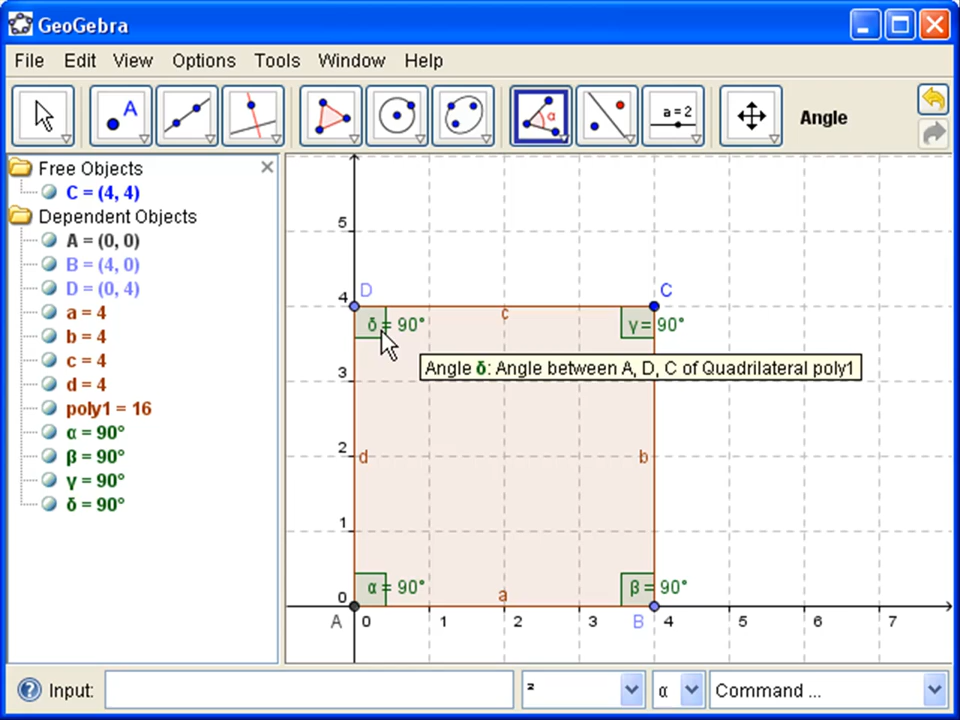 GeoGebra
File Edit View Options Tools Window Help
A
α
a = 2
Angle
Free Objects
C = (4, 4)
Dependent Objects
A = (0, 0)
B = (4, 0)
D = (0, 4)
a = 4
b = 4
c = 4
d = 4
poly1 = 16
α = 90°
β = 90°
γ = 90°
δ = 90°
5
D
C
4
c
δ = 90°
γ = 90°
Angle δ: Angle between A, D, C of Quadrilateral poly1
3
2
d
b
1
α = 90°
β = 90°
a
0
A 0 1 2 3 B 4 5 6 7
Input: ² α Command ...